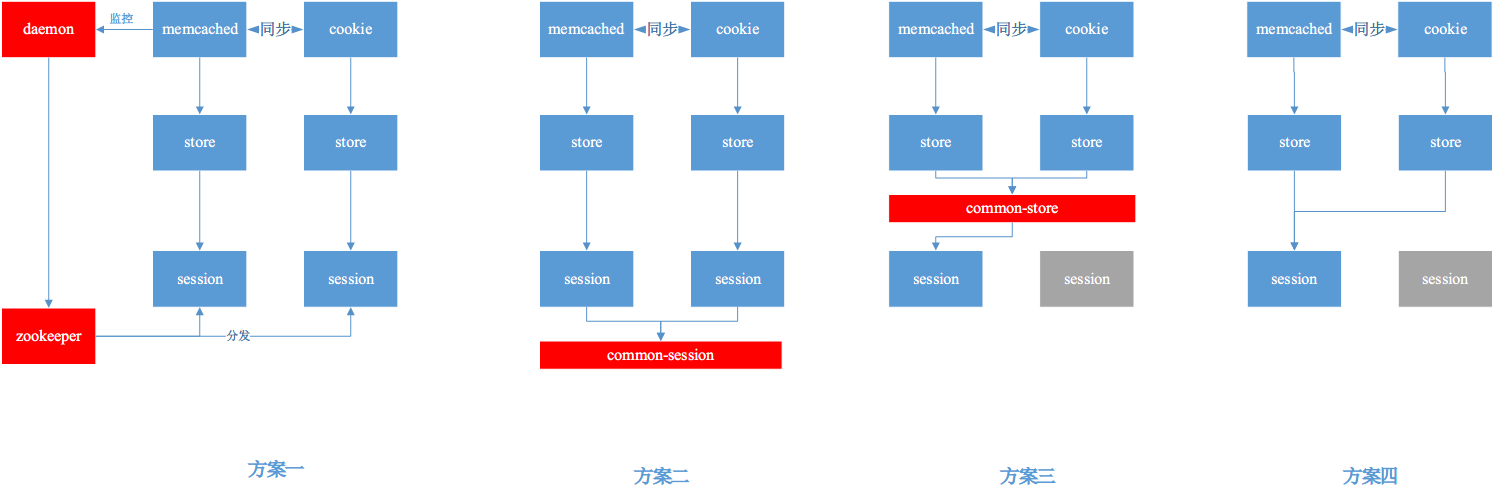 daemon
监控
memcached
同步
cookie
store
store
session
session
zookeeper
分发
方案一
memcached
同步
cookie
store
store
session
session
common-session
方案二
memcached
同步
cookie
store
store
common-store
session
session
方案三
memcached
同步
cookie
store
store
session
session
方案四